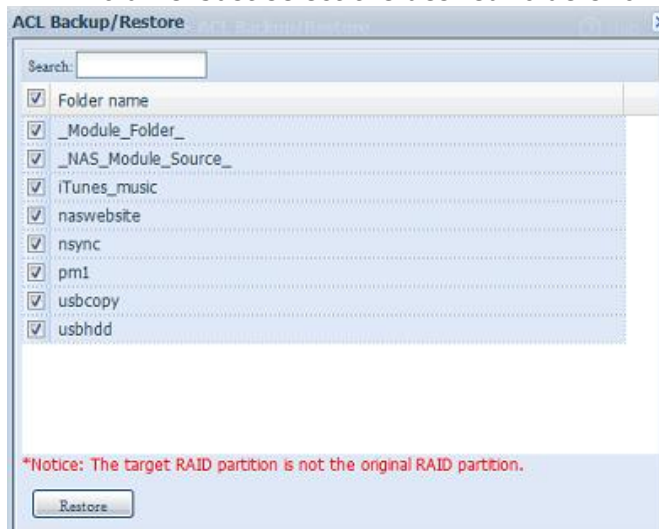 ACL Backup/Restore
Search:
Folder name
_Module_Folder_
_NAS_Module_Source_
iTunes_music
naswebsite
nsync
pm1
usbcopy
usbhdd
*Notice: The target RAID partition is not the original RAID partition.
Restore